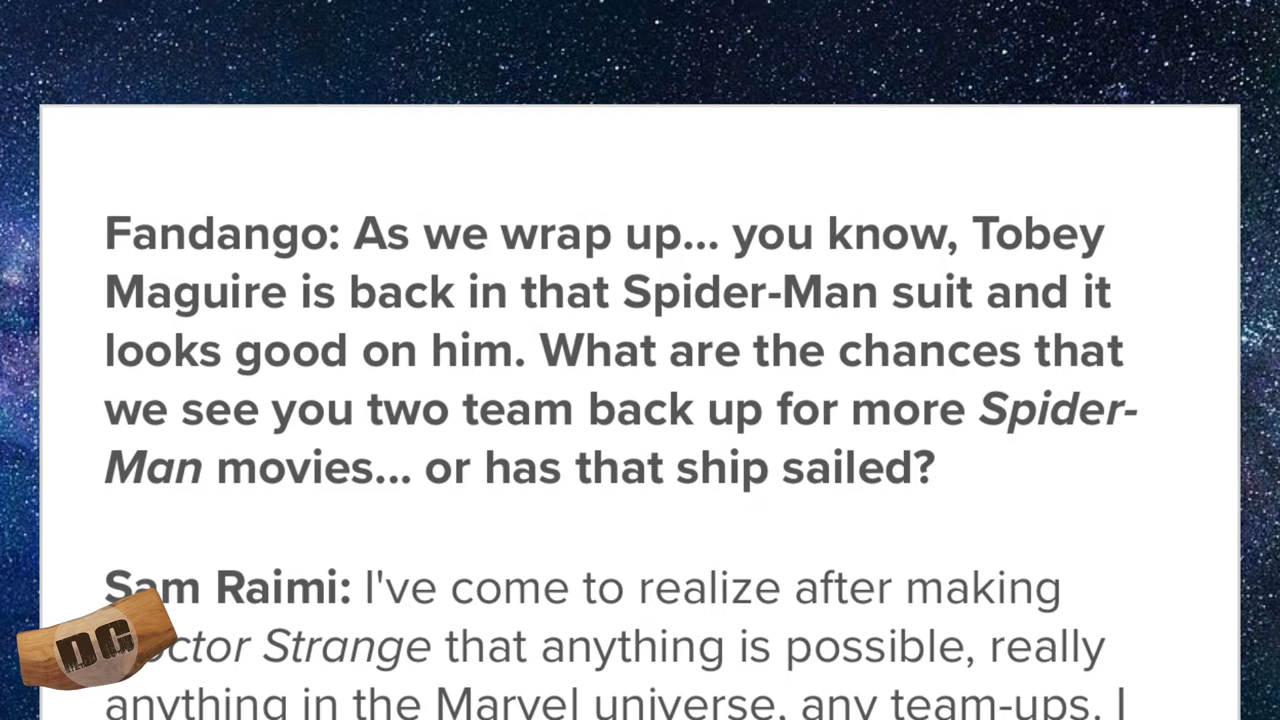 Fandango: As we wrap up... you know, Tobey
Maguire is back in that Spider-Man suit and it
looks good on him. What are the chances that
we see you two team back up for more Spider-
Man movies... or has that ship sailed?
Sam Raimi: I've come to realize after making
Doctor Strange that anything is possible, really
anything in the Marvel universe, any team-ups. I
DG